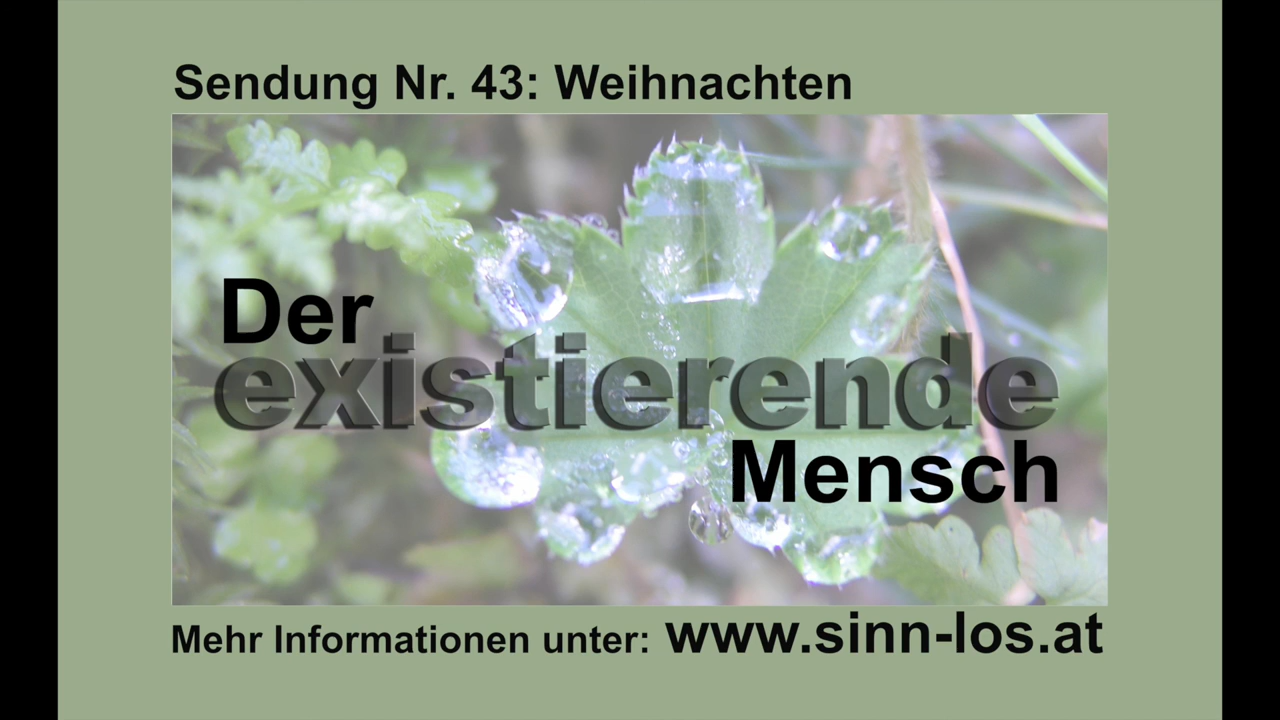 Sendung Nr. 43: Weihnachten
Der
existierende
Mensch
Mehr Informationen unter: www.sinn-los.at